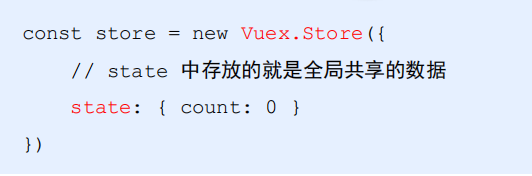 const store = new Vuex.Store({
    // state 中存放的就是全局共享的数据
    state: { count: 0 }
})